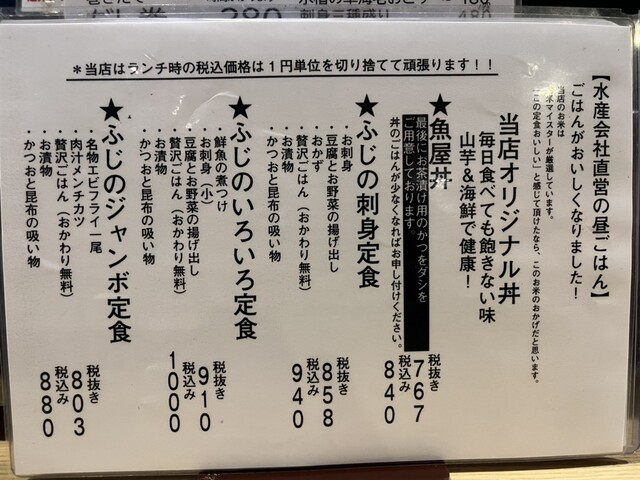 280
480
＊当店はランチ時の税込価格は１円単位を切り捨てて頑張ります！！
【水産会社直営の昼ごはん】
ごはんがおいしくなりました！
当店のお米は
お米マイスターが厳選しています。
「この定食おいしい」と感じて頂けたなら、このお米のおかげだと思います。
当店オリジナル丼
毎日食べても飽きない味
山芋＆海鮮で健康！
★魚屋丼
税抜き 767
税込み 840
最後にお茶漬け用のかつをダシを
ご用意しております。
丼のごはんが少なくなればお申し付けください。
★ふじの刺身定食
税抜き 858
税込み 940
・お刺身
・豆腐とお野菜の揚げ出し
・おかず
・贅沢ごはん（おかわり無料）
・お漬物
・かつおと昆布の吸い物
★ふじのいろいろ定食
税抜き 910
税込み 1000
・鮮魚の煮つけ
・お刺身（小）
・豆腐とお野菜の揚げ出し
・贅沢ごはん（おかわり無料）
・お漬物
・かつおと昆布の吸い物
★ふじのジャンボ定食
税抜き 803
税込み 880
・名物エビフライ一尾
・肉汁メンチカツ
・贅沢ごはん（おかわり無料）
・お漬物
・かつおと昆布の吸い物